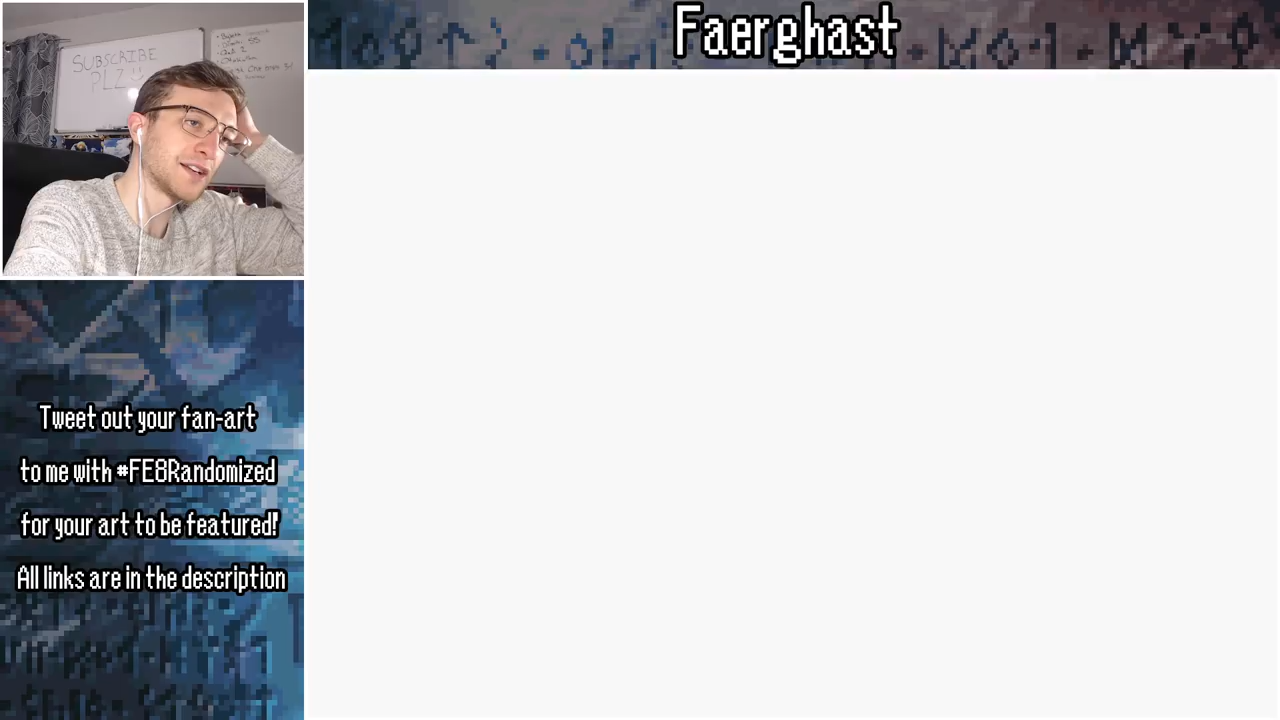 Faerghast
SUBSCRIBE
PLZ
Tweet out your fan-art
to me with #FE8Randomized
for your art to be featured!
All links are in the description